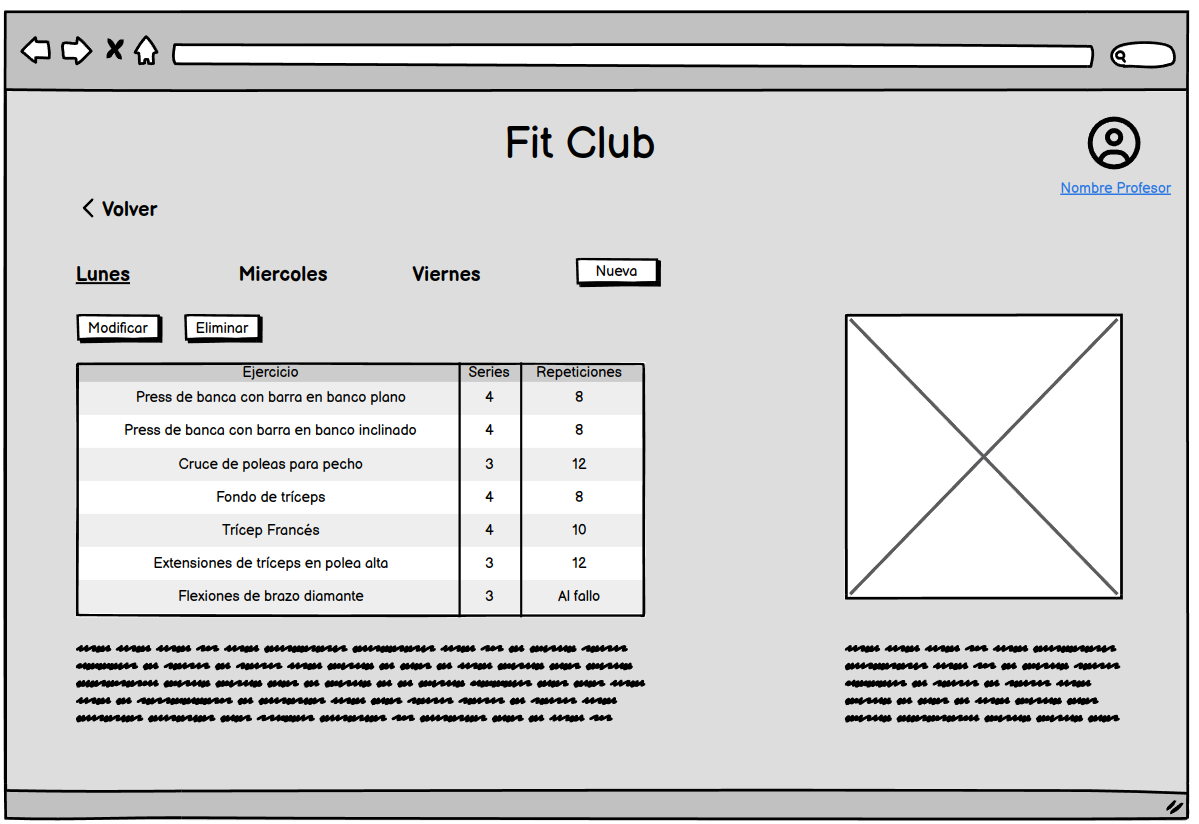 Fit Club
Nombre Profesor
Volver
Lunes Miercoles Viernes Nueva
Modificar Eliminar
Ejercicio Series Repeticiones
Press de banca con barra en banco plano 4 8
Press de banca con barra en banco inclinado 4 8
Cruce de poleas para pecho 3 12
Fondo de tríceps 4 8
Trícep Francés 4 10
Extensiones de tríceps en polea alta 3 12
Flexiones de brazo diamante 3 Al fallo